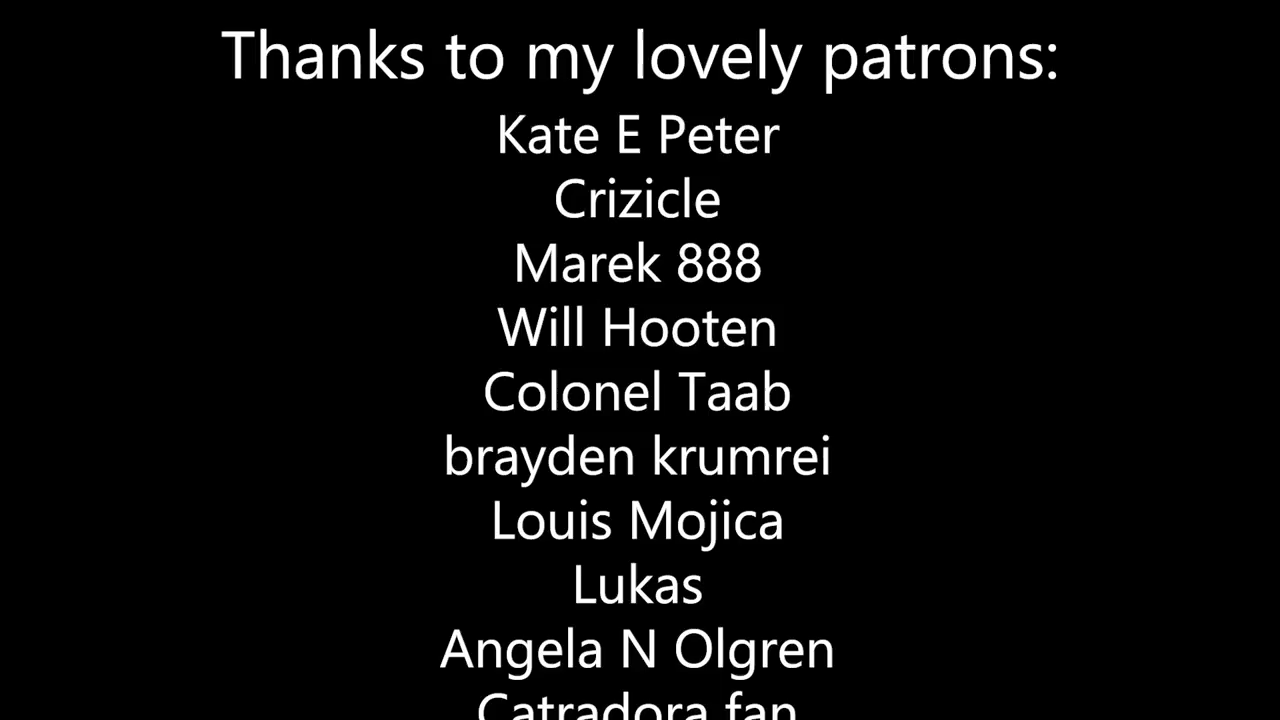 Thanks to my lovely patrons:
Kate E Peter
Crizicle
Marek 888
Will Hooten
Colonel Taab
brayden krumrei
Louis Mojica
Lukas
Angela N Olgren
Catradora fan